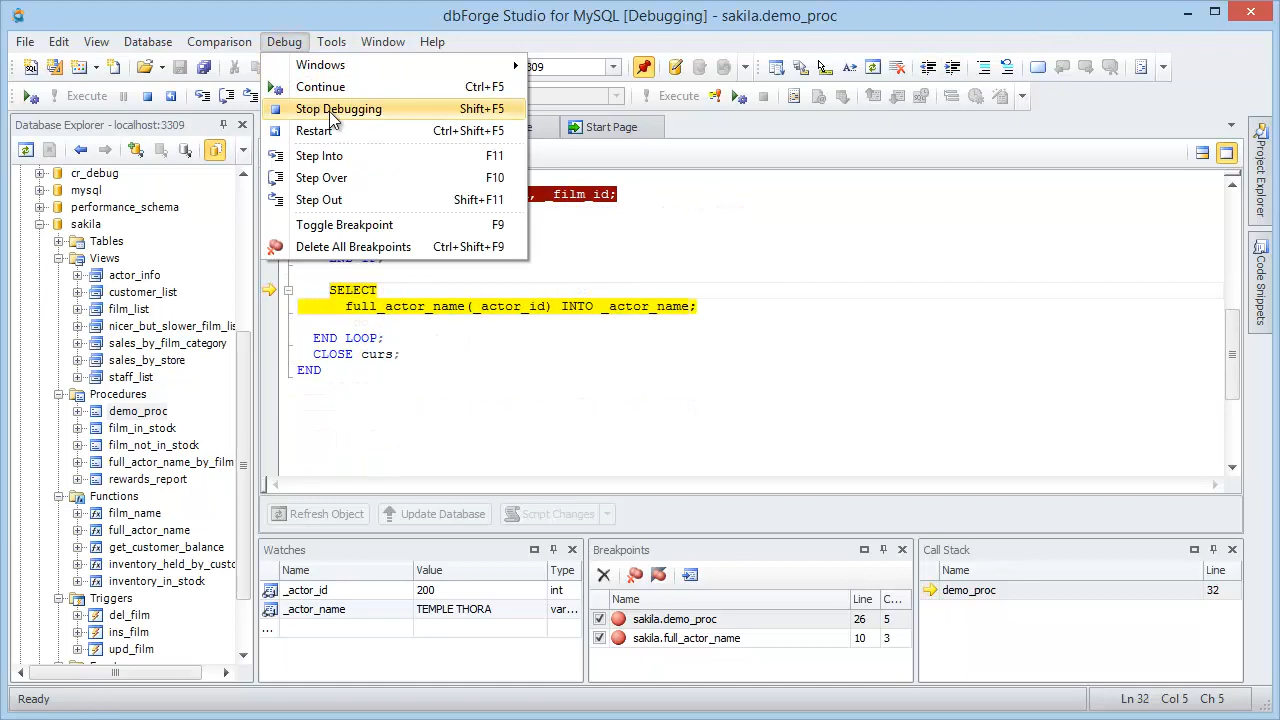 dbForge Studio for MySQL [Debugging] - sakila.demo_proc
File Edit View Database Comparison Debug Tools Window Help
Execute
309
Execute
Windows
Continue Ctrl+F5
Stop Debugging Shift+F5
Restart Ctrl+Shift+F5
Step Into F11
Step Over F10
Step Out Shift+F11
Toggle Breakpoint F9
Delete All Breakpoints Ctrl+Shift+F9
Database Explorer - localhost:3309
cr_debug
mysql
performance_schema
sakila
Tables
Views
actor_info
customer_list
film_list
nicer_but_slower_film_lis
sales_by_film_category
sales_by_store
staff_list
Procedures
demo_proc
film_in_stock
film_not_in_stock
full_actor_name_by_film
rewards_report
Functions
film_name
full_actor_name
get_customer_balance
inventory_held_by_custo
inventory_in_stock
Triggers
del_film
ins_film
upd_film
Start Page
, _film_id;
END IF;
SELECT
full_actor_name(_actor_id) INTO _actor_name;
END LOOP;
CLOSE curs;
END
Refresh Object Update Database Script Changes
Watches
Name Value Type
_actor_id 200 int
_actor_name TEMPLE THORA var...
...
Breakpoints
Name Line C...
sakila.demo_proc 26 5
sakila.full_actor_name 10 3
Call Stack
Name Line
demo_proc 32
Project Explorer
Code Snippets
Ready Ln 32 Col 5 Ch 5